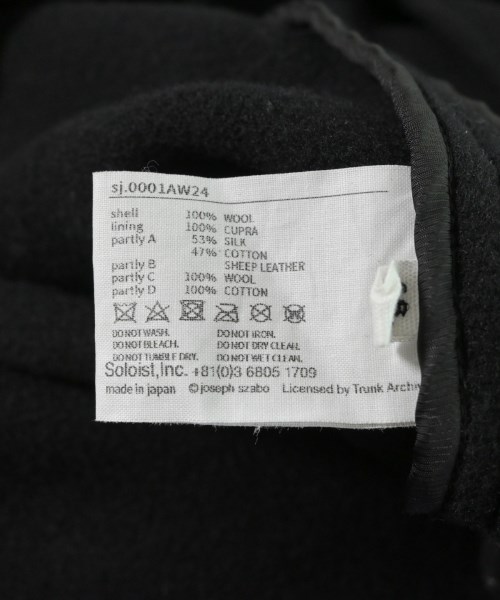 sj.0001AW24
shell 100% WOOL
lining 100% CUPRA
partly A 53% SILK
47% COTTON
partly B SHEEP LEATHER
partly C 100% WOOL
partly D 100% COTTON
DO NOT WASH. DO NOT IRON.
DO NOT BLEACH. DO NOT DRY CLEAN.
DO NOT TUMBLE DRY. DO NOT WET CLEAN.
Soloist,Inc. +81(0)3 6805 1709
made in japan ©joseph szabo Licensed by Trunk Archiv